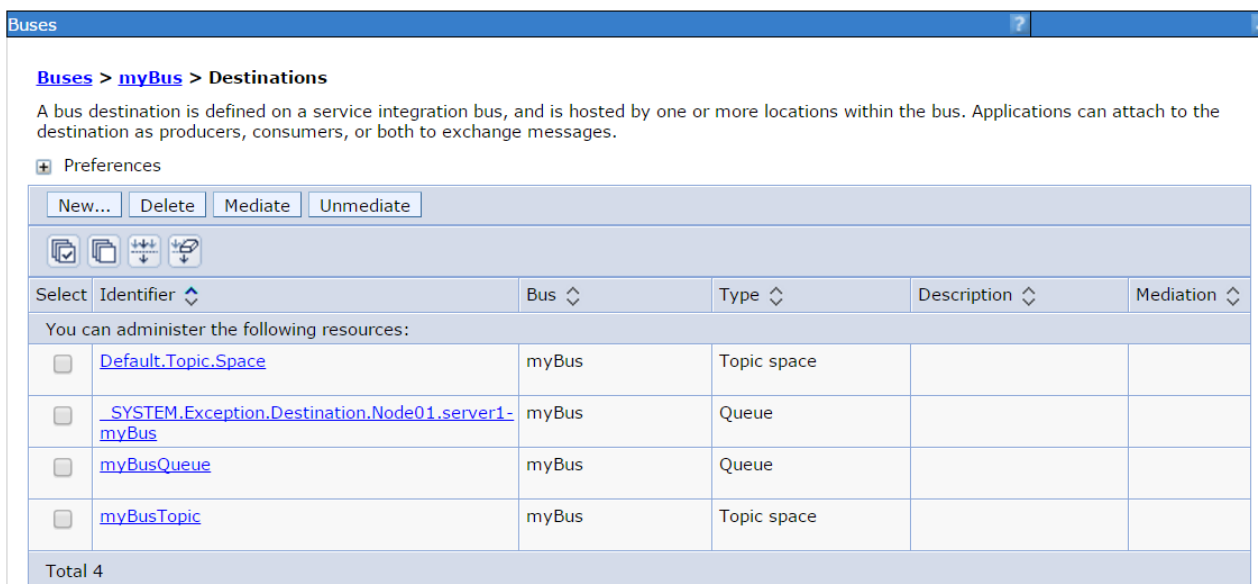 Buses ?
Buses > myBus > Destinations
A bus destination is defined on a service integration bus, and is hosted by one or more locations within the bus. Applications can attach to the
destination as producers, consumers, or both to exchange messages.
+ Preferences
New... Delete Mediate Unmediate
Select Identifier Bus Type Description Mediation
You can administer the following resources:
Default.Topic.Space myBus Topic space
_SYSTEM.Exception.Destination.Node01.server1- myBus Queue
myBus
myBusQueue myBus Queue
myBusTopic myBus Topic space
Total 4